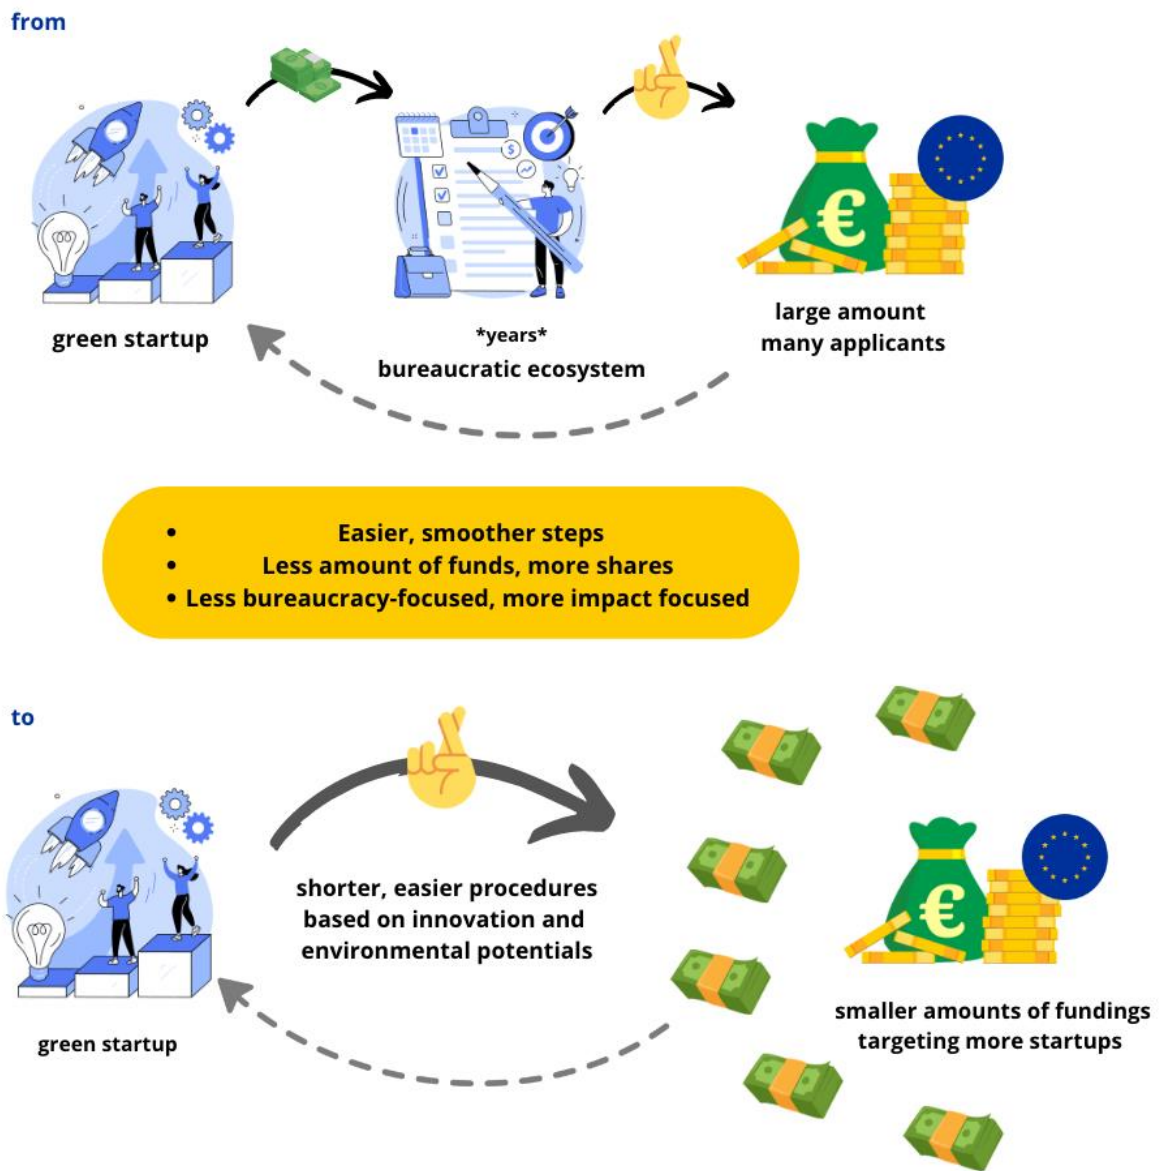 from
green startup
*years*
bureaucratic ecosystem
large amount
many applicants
$
€
• Easier, smoother steps
• Less amount of funds, more shares
• Less bureaucracy-focused, more impact focused
to
shorter, easier procedures
based on innovation and
environmental potentials
green startup
€
smaller amounts of fundings
targeting more startups